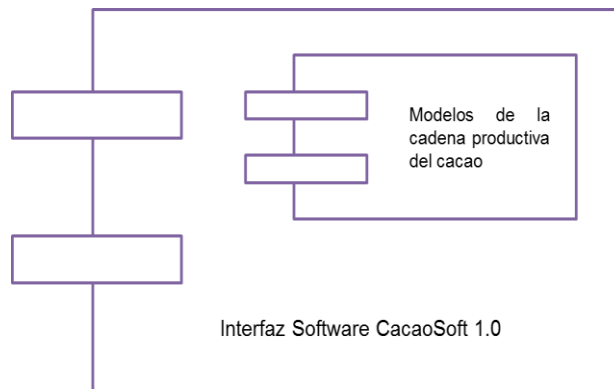 Modelos de la
cadena productiva
del cacao
Interfaz Software CacaoSoft 1.0